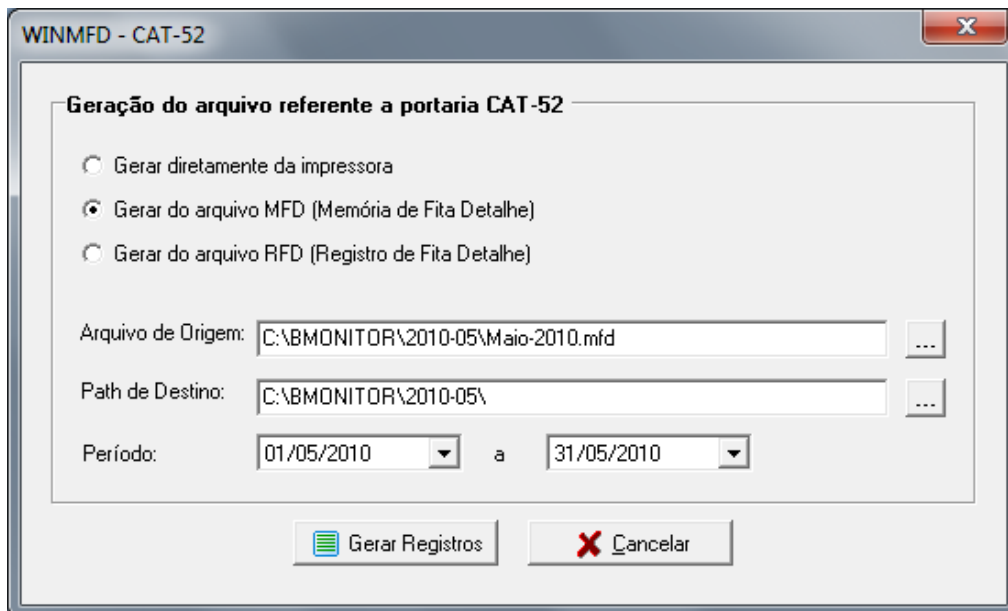 WINMFD - CAT-52
Geração do arquivo referente a portaria CAT-52
Gerar diretamente da impressora
Gerar do arquivo MFD (Memória de Fita Detalhe)
Gerar do arquivo RFD (Registro de Fita Detalhe)
Arquivo de Origem: C:\BMONITOR\2010-05\Maio-2010.mfd ...
Path de Destino: C:\BMONITOR\2010-05\ ...
Período: 01/05/2010 a 31/05/2010
Gerar Registros Cancelar